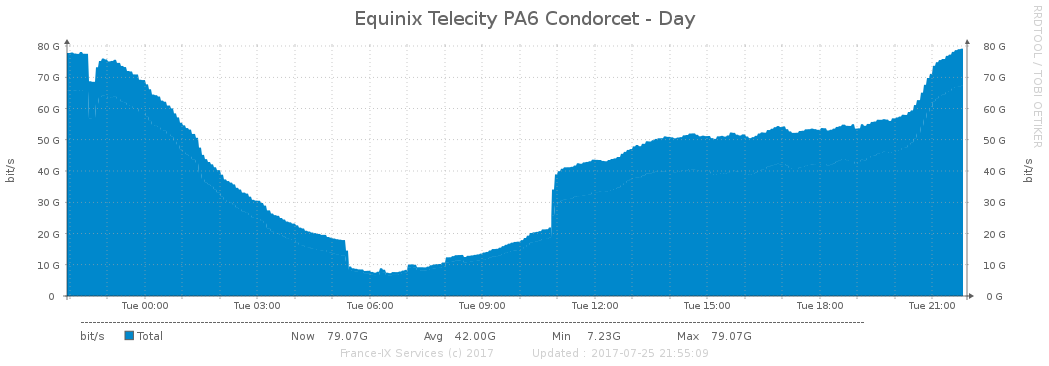 Equinix Telecity PA6 Condorcet - Day
RRDTOOL / TOBI OETIKER
80 G 80 G
70 G 70 G
60 G 60 G
50 G 50 G
40 G 40 G
30 G 30 G
20 G 20 G
10 G 10 G
0 0 G
bit/s bit/s
Tue 00:00 Tue 03:00 Tue 06:00 Tue 09:00 Tue 12:00 Tue 15:00 Tue 18:00 Tue 21:00
bit/s Total Now 79.07G Avg 42.00G Min 7.23G Max 79.07G
France-IX Services (c) 2017 Updated : 2017-07-25 21:55:09